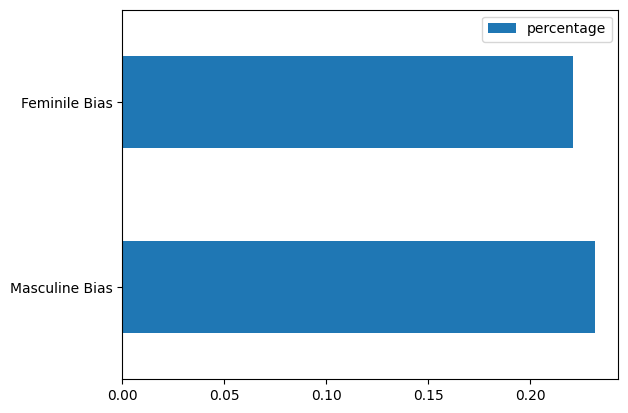 percentage
Feminile Bias
Masculine Bias
0.00 0.05 0.10 0.15 0.20